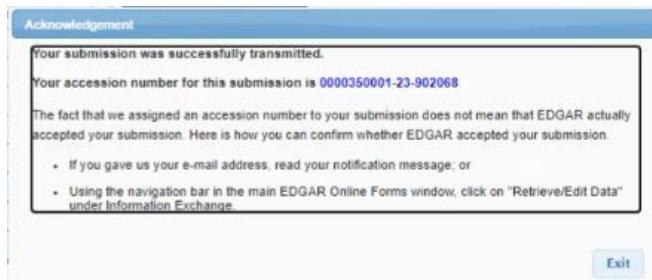 Acknowledgement
Your submission was successfully transmitted.
Your accession number for this submission is 0000350001-23-902068
The fact that we assigned an accession number to your submission does not mean that EDGAR actually
accepted your submission. Here is how you can confirm whether EDGAR accepted your submission.
• If you gave us your e-mail address, read your notification message; or
• Using the navigation bar in the main EDGAR Online Forms window, click on "Retrieve/Edit Data"
under Information Exchange.
Exit